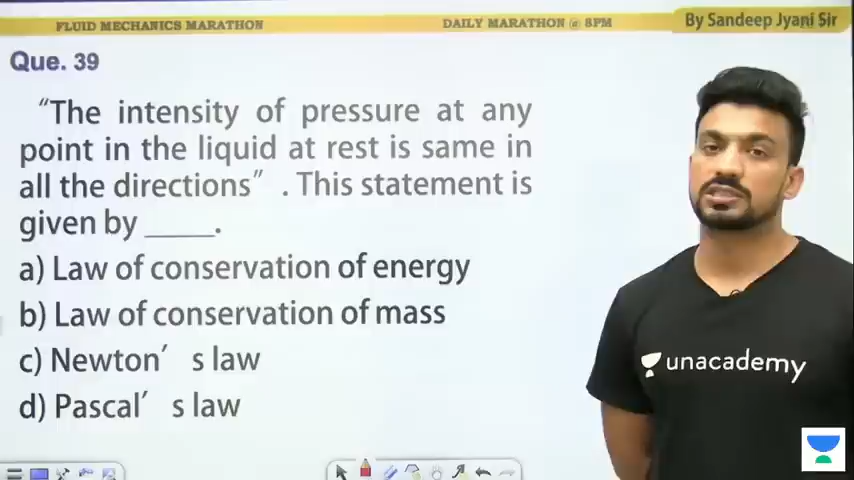 FLUID MECHANICS MARATHON
DAILY MARATHON @ 8PM
By Sandeep Jyani Sir
Que. 39
“The intensity of pressure at any
point in the liquid at rest is same in
all the directions” . This statement is
given by _____.
a) Law of conservation of energy
b) Law of conservation of mass
c) Newton’ s law
d) Pascal’ s law
unacademy